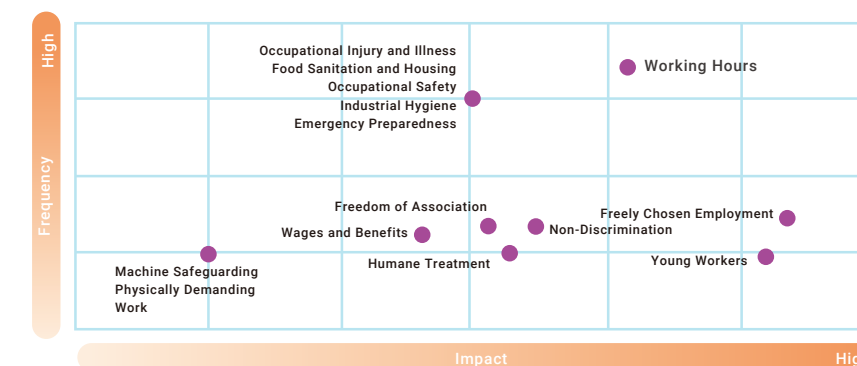 High
Frequency
Occupational Injury and Illness
Food Sanitation and Housing
Occupational Safety
Industrial Hygiene
Emergency Preparedness
Working Hours
Freedom of Association
Wages and Benefits
Humane Treatment
Freely Chosen Employment
Non-Discrimination
Young Workers
Machine Safeguarding
Physically Demanding
Work
Impact